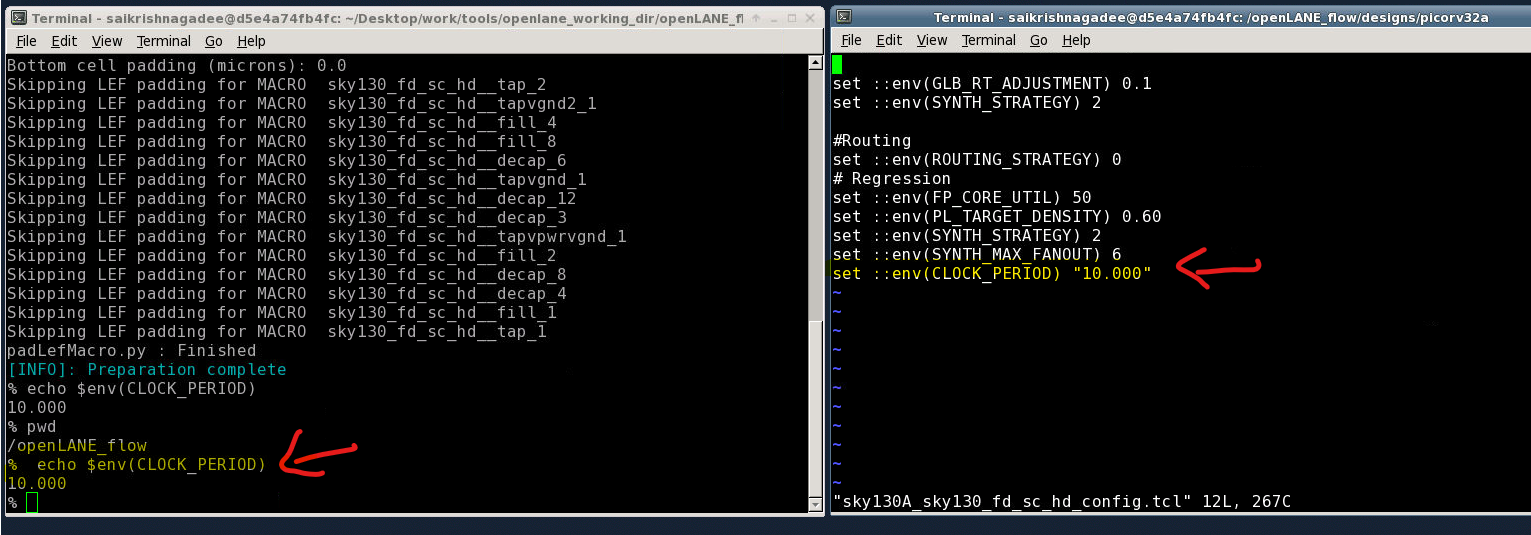 Terminal - saikrishnagadee@d5e4a74fb4fc: ~/Desktop/work/tools/openlane_working_dir/openLANE_fl
File Edit View Terminal Go Help
Bottom cell padding (microns): 0.0
Skipping LEF padding for MACRO  sky130_fd_sc_hd__tap_2
Skipping LEF padding for MACRO  sky130_fd_sc_hd__tapvgnd2_1
Skipping LEF padding for MACRO  sky130_fd_sc_hd__fill_4
Skipping LEF padding for MACRO  sky130_fd_sc_hd__fill_8
Skipping LEF padding for MACRO  sky130_fd_sc_hd__decap_6
Skipping LEF padding for MACRO  sky130_fd_sc_hd__tapvgnd_1
Skipping LEF padding for MACRO  sky130_fd_sc_hd__decap_12
Skipping LEF padding for MACRO  sky130_fd_sc_hd__decap_3
Skipping LEF padding for MACRO  sky130_fd_sc_hd__tapvpwrvgnd_1
Skipping LEF padding for MACRO  sky130_fd_sc_hd__fill_2
Skipping LEF padding for MACRO  sky130_fd_sc_hd__decap_8
Skipping LEF padding for MACRO  sky130_fd_sc_hd__decap_4
Skipping LEF padding for MACRO  sky130_fd_sc_hd__fill_1
Skipping LEF padding for MACRO  sky130_fd_sc_hd__tap_1
padLefMacro.py : Finished
[INFO]: Preparation complete
% echo $env(CLOCK_PERIOD)
10.000
% pwd
/openLANE_flow
%  echo $env(CLOCK_PERIOD)
10.000
%
Terminal - saikrishnagadee@d5e4a74fb4fc: /openLANE_flow/designs/picorv32a
File Edit View Terminal Go Help
set ::env(GLB_RT_ADJUSTMENT) 0.1
set ::env(SYNTH_STRATEGY) 2
#Routing
set ::env(ROUTING_STRATEGY) 0
# Regression
set ::env(FP_CORE_UTIL) 50
set ::env(PL_TARGET_DENSITY) 0.60
set ::env(SYNTH_STRATEGY) 2
set ::env(SYNTH_MAX_FANOUT) 6
set ::env(CLOCK_PERIOD) "10.000"
~
~
~
~
~
~
~
~
~
~
~
"sky130A_sky130_fd_sc_hd_config.tcl" 12L, 267C